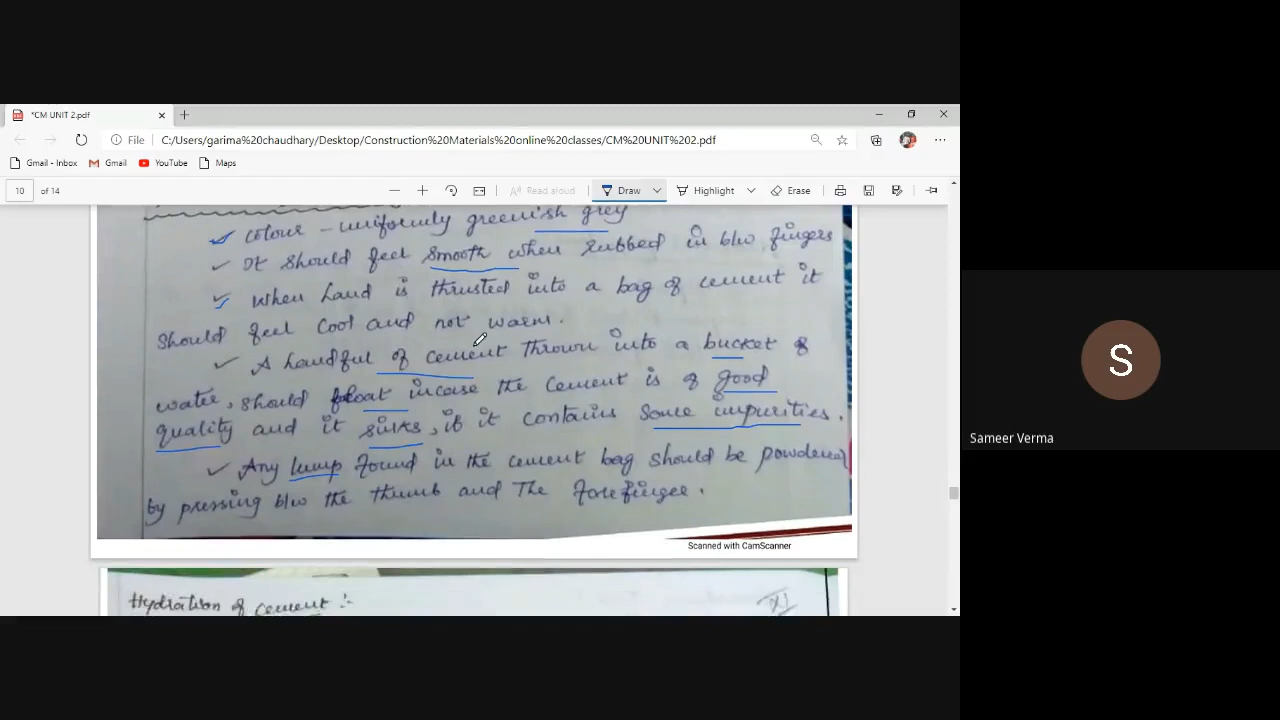 *CM UNIT 2.pdf
File C:/Users/garima%20chaudhary/Desktop/Construction%20Materials%20online%20classes/CM%20UNIT%202.pdf
Gmail - Inbox Gmail YouTube Maps
10 of 14 Read aloud Draw Highlight Erase
colour - uniformly greenish grey
It should feel smooth when rubbed in b/w fingers
When hand is thrusted into a bag of cement it
should feel cool and not warm.
A handful of cement thrown into a bucket of
water, should float incase the cement is of good
quality and it sinks, if it contains some impurities.
Any lump found in the cement bag should be powdered
by pressing b/w the thumb and the forefinger.
Scanned with CamScanner
Hydration of cement :-
XI
S
Sameer Verma